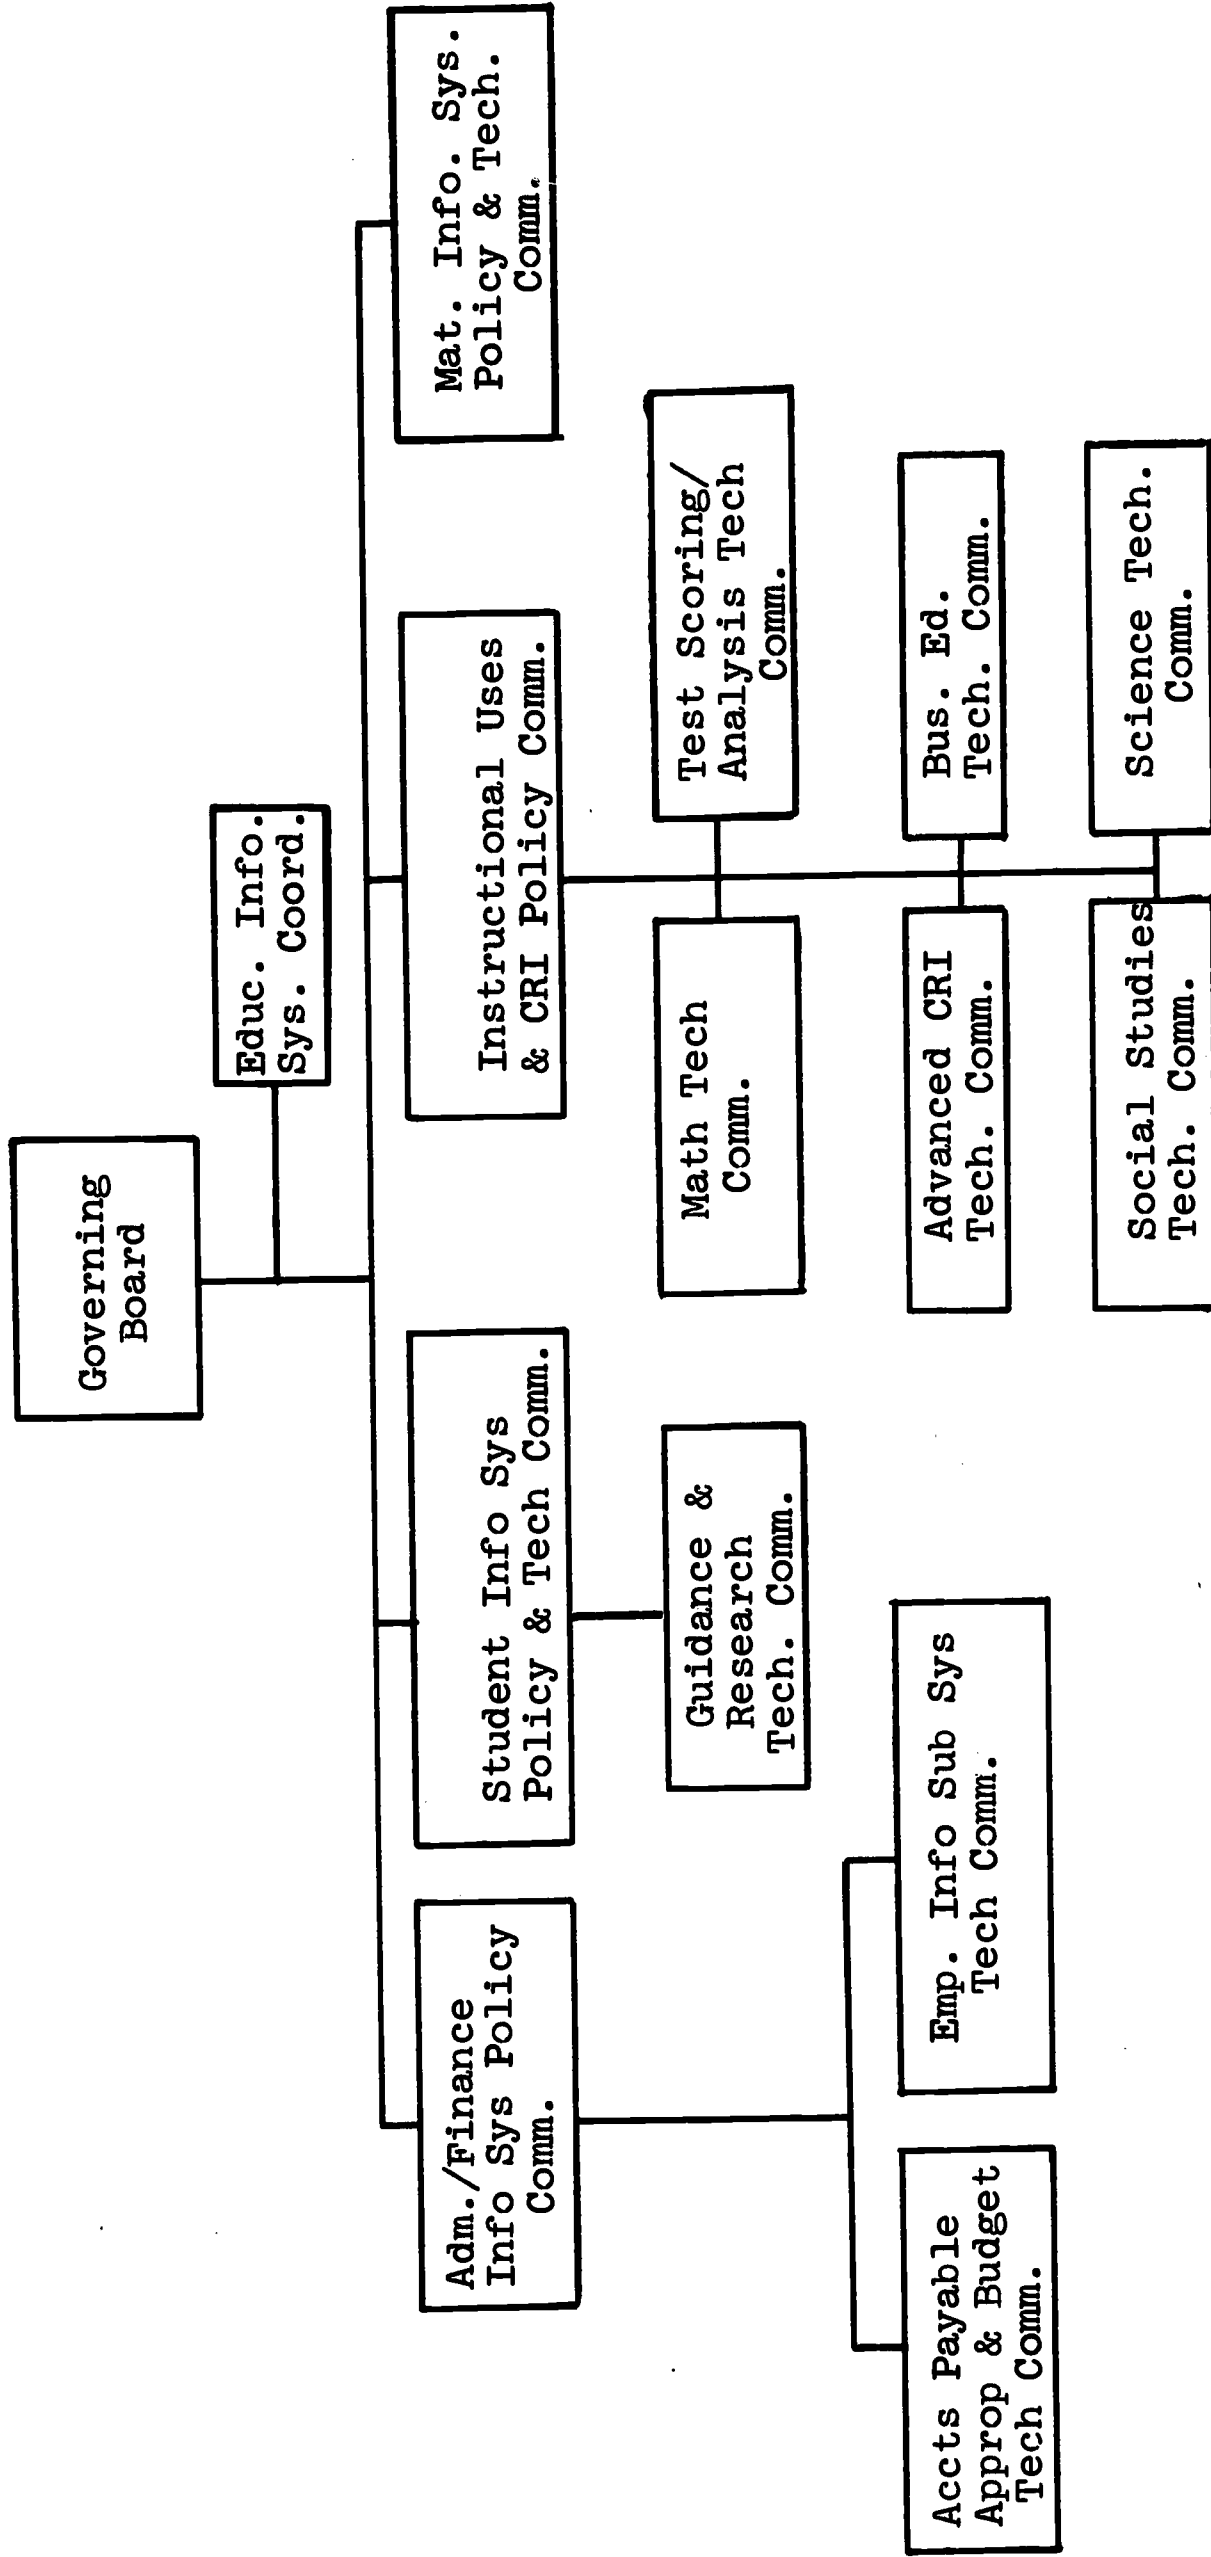 Governing
Board
Educ. Info.
Sys. Coord.
Adm./Finance
Info Sys Policy
Comm.
Student Info Sys
Policy & Tech Comm.
Instructional Uses
& CRI Policy Comm.
Mat. Info. Sys.
Policy & Tech.
Comm.
Guidance &
Research
Tech. Comm.
Math Tech
Comm.
Test Scoring/
Analysis Tech
Comm.
Accts Payable
Approp & Budget
Tech Comm.
Emp. Info Sub Sys
Tech Comm.
Advanced CRI
Tech. Comm.
Bus. Ed.
Tech. Comm.
Social Studies
Tech. Comm.
Science Tech.
Comm.